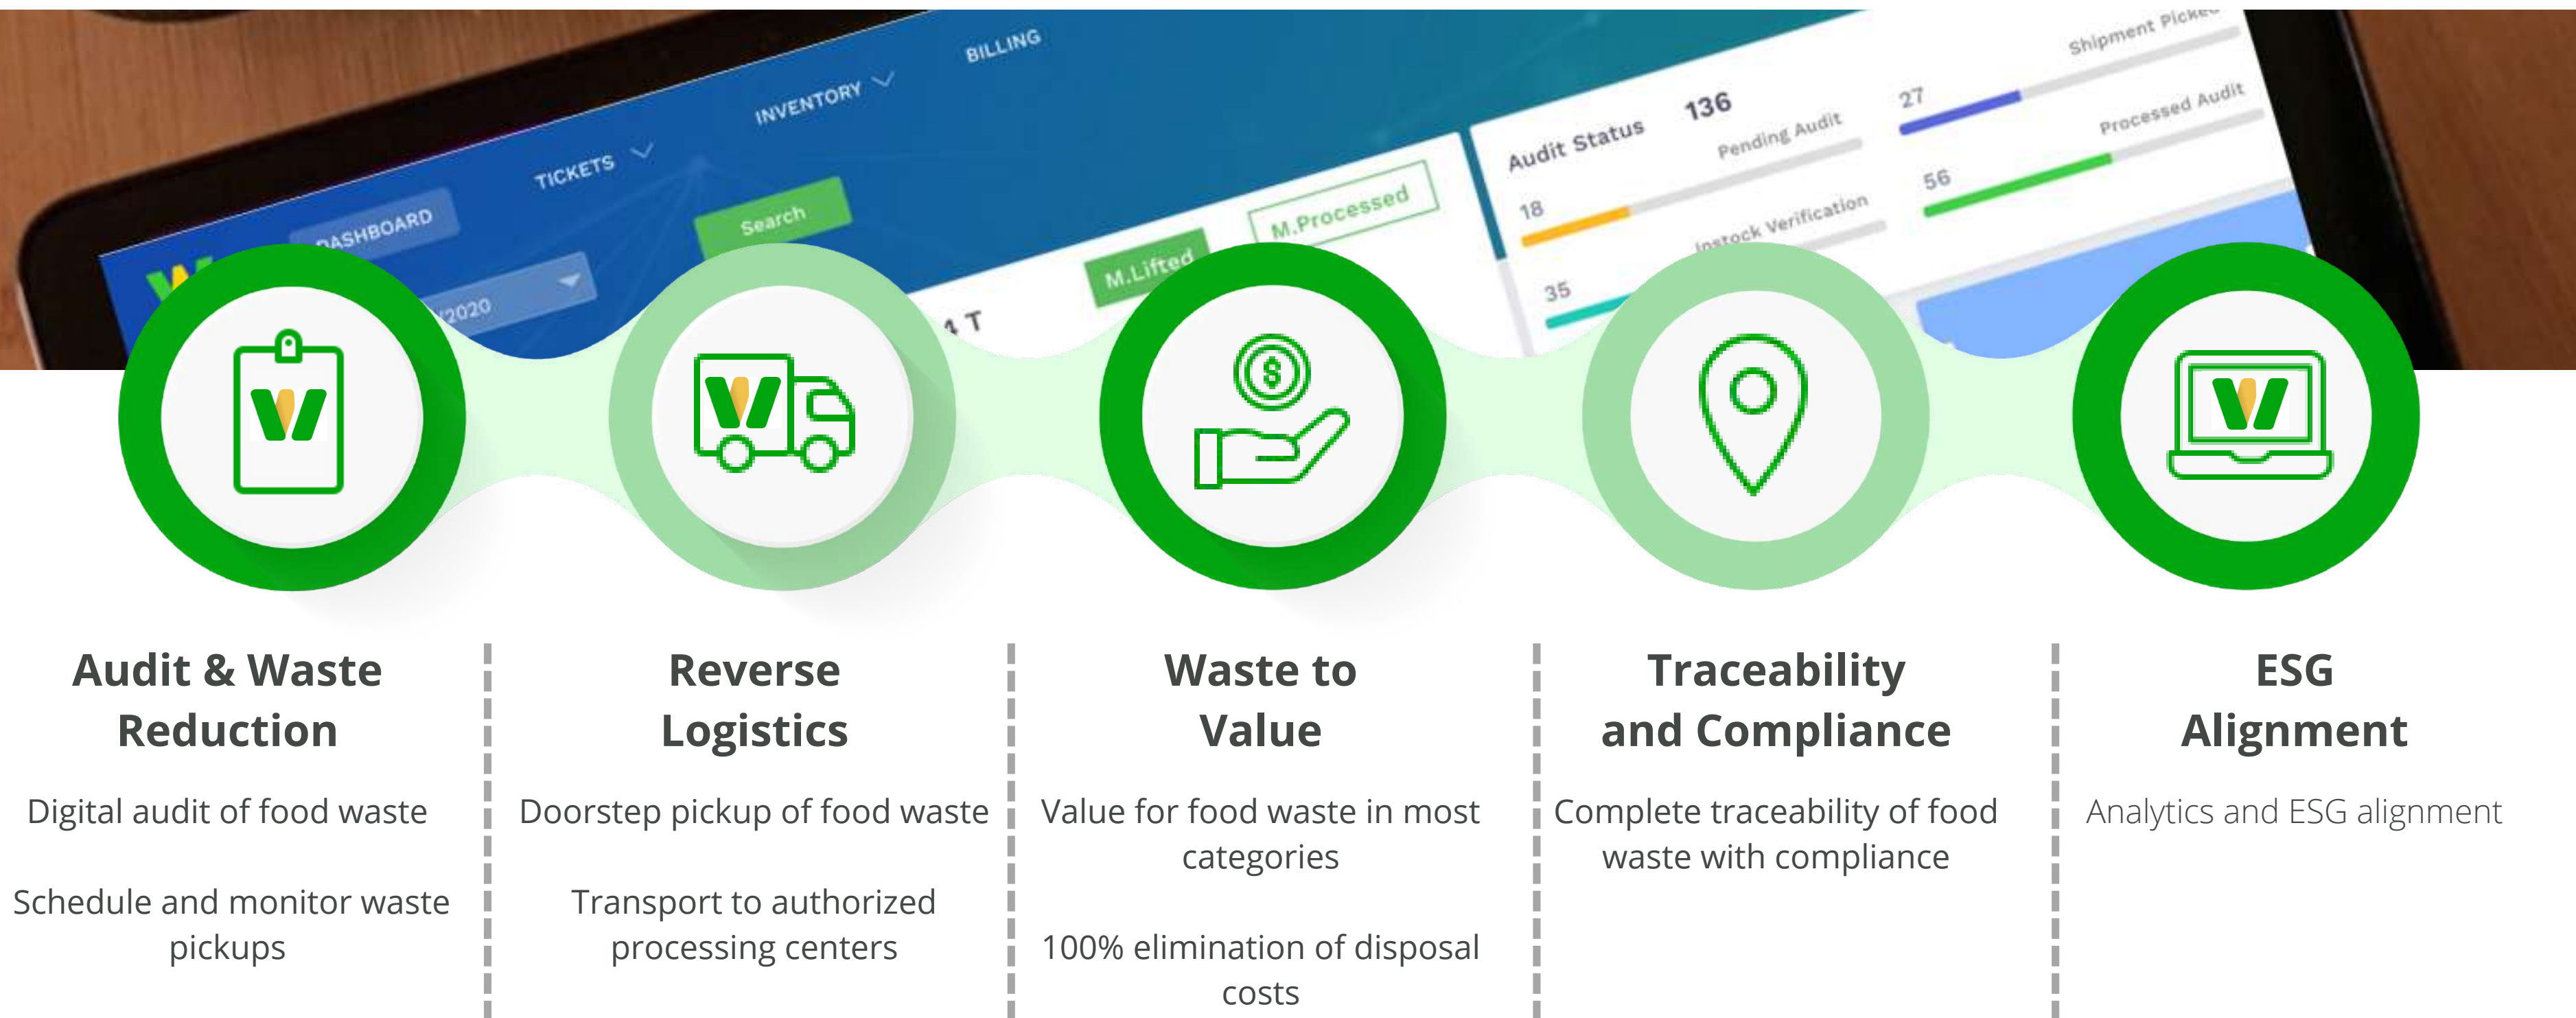 BILLING
INVENTORY
TICKETS
DASHBOARD
Search
/2020
4 T
M.Lifted
M.Processed
Audit Status 136
18 Pending Audit
27 Shipment Picked
35 Instock Verification
56 Processed Audit
Audit & Waste
Reduction
Digital audit of food waste
Schedule and monitor waste
pickups
Reverse
Logistics
Doorstep pickup of food waste
Transport to authorized
processing centers
Waste to
Value
Value for food waste in most
categories
100% elimination of disposal
costs
Traceability
and Compliance
Complete traceability of food
waste with compliance
ESG
Alignment
Analytics and ESG alignment